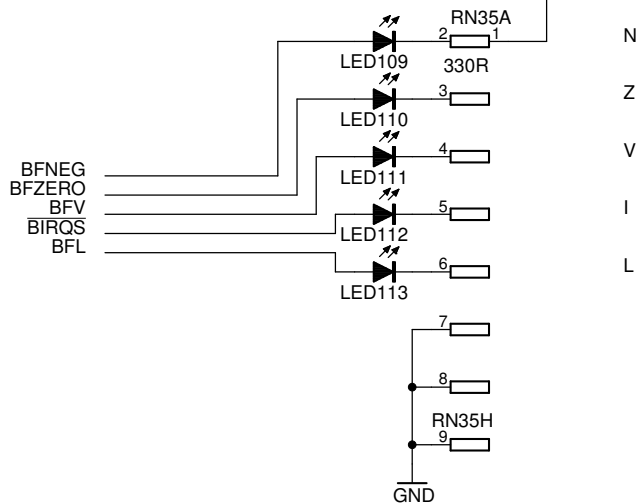 RN35A
2 1 N
LED109
330R
3 Z
LED110
4 V
LED111
BFNEG
BFZERO
BFV
5 I
BIRQS
LED112
BFL
6 L
LED113
7
8
RN35H
9
GND